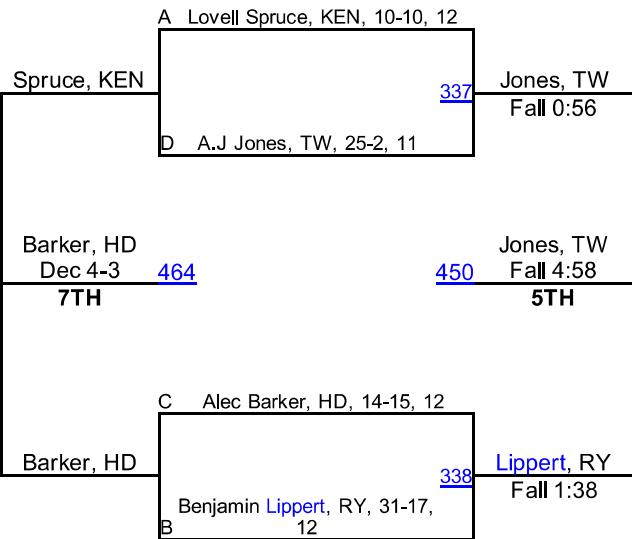 A Lovell Spruce, KEN, 10-10, 12
Spruce, KEN
337
Jones, TW
Fall 0:56
D A.J Jones, TW, 25-2, 11
Barker, HD
Dec 4-3
464
7TH
450
Jones, TW
Fall 4:58
5TH
C Alec Barker, HD, 14-15, 12
Barker, HD
338
Lippert, RY
Fall 1:38
Benjamin Lippert, RY, 31-17,
B 12